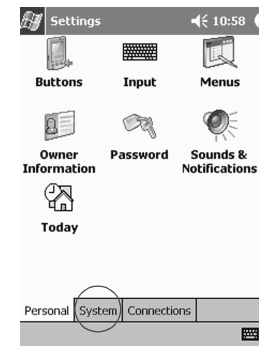 Settings 10:58
Buttons Input Menus
Owner Information Password Sounds & Notifications
Today
Personal System Connections